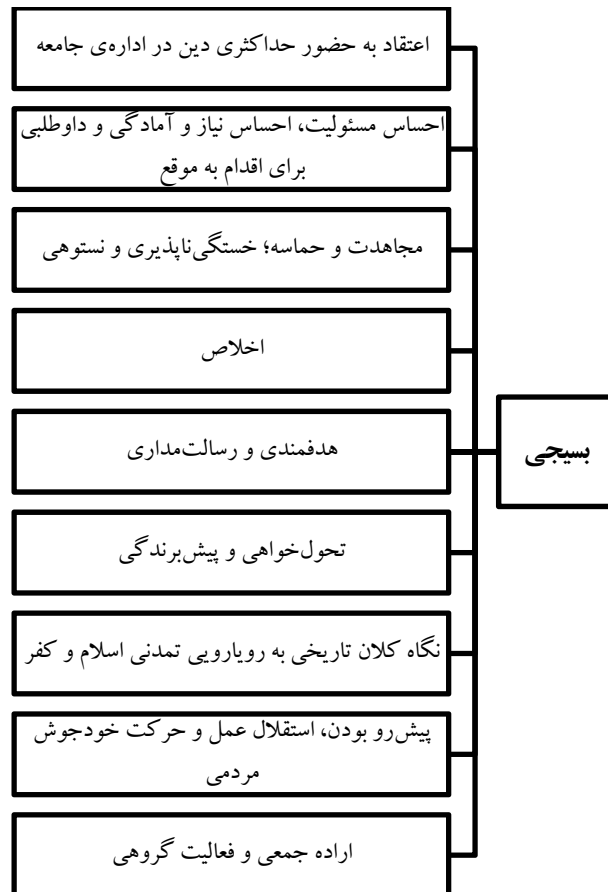 اعتقاد به حضور حداکثری دین در اداره‌ی جامعه
احساس مسئولیت، احساس نیاز و آمادگی و داوطلبی
برای اقدام به موقع
مجاهدت و حماسه؛ خستگی‌ناپذیری و نستوهی
اخلاص
هدفمندی و رسالت‌مداری
بسیجی
تحول‌خواهی و پیش‌برندگی
نگاه کلان تاریخی به رویارویی تمدنی اسلام و کفر
پیش‌رو بودن، استقلال عمل و حرکت خودجوش
مردمی
اراده جمعی و فعالیت گروهی